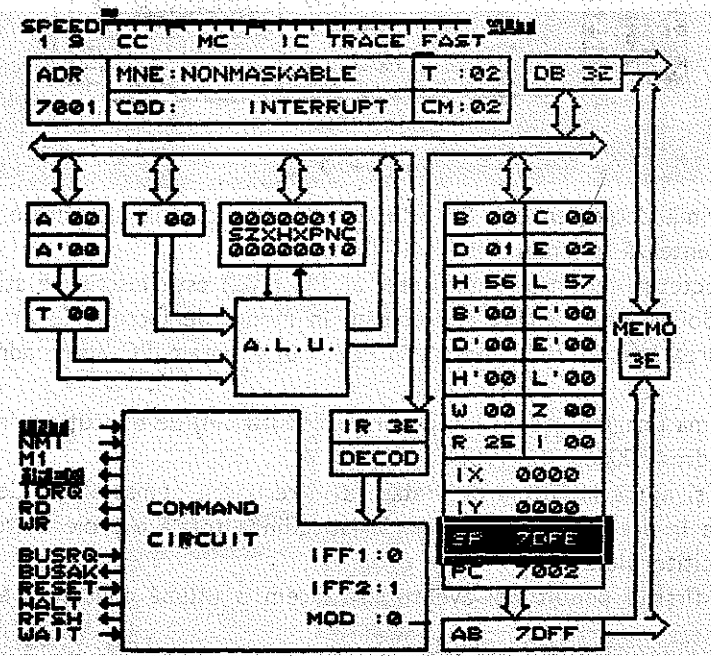 SPEED
1 9 CC MC IC TRACE FAST
ADR MNE:NONMASKABLE T :02 DB 3E
7001 COD: INTERRUPT CM:02
A 00 T 00 00000010 B 00 C 00
SZXHXPNC
A'00 00000010 D 01 E 02
H 56 L 57
T 00 B'00 C'00
MEMO
A.L.U. D'00 E'00
3E
H'00 L'00
IR 3E W 00 Z 00
NMI
M1 DECOD R 25 I 00
IORQ IX 0000
RD
WR COMMAND IY 0000
CIRCUIT SP 7DFE
BUSRQ IFF1:0
BUSAK PC 7002
RESET IFF2:1
HALT
RFSH MOD :0
WAIT AB 7DFF